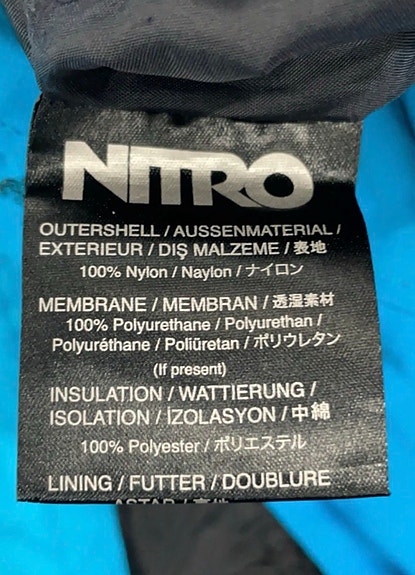 NITRO
OUTERSHELL / AUSSENMATERIAL /
EXTERIEUR / DIŞ MALZEME / 表地
100% Nylon / Naylon / ナイロン
MEMBRANE / MEMBRAN / 透湿素材
100% Polyurethane / Polyurethan /
Polyuréthane / Poliüretan / ポリウレタン
(If present)
INSULATION / WATTIERUNG /
ISOLATION / İZOLASYON / 中綿
100% Polyester / ポリエステル
LINING / FUTTER / DOUBLURE
ASTAR /